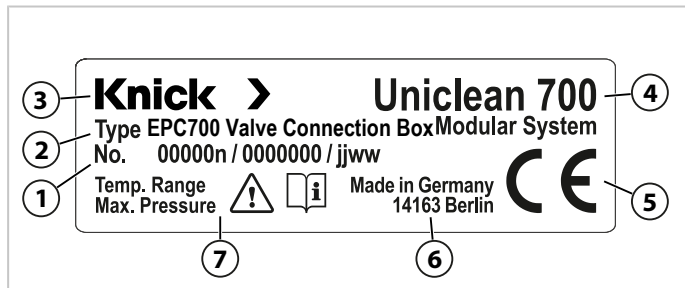 Knick >
Uniclean 700
Type EPC700 Valve Connection Box Modular System
No. 00000n / 0000000 / jjww
Temp. Range
Max. Pressure
i
Made in Germany
14163 Berlin
CE
3
2
1
4
5
7
6